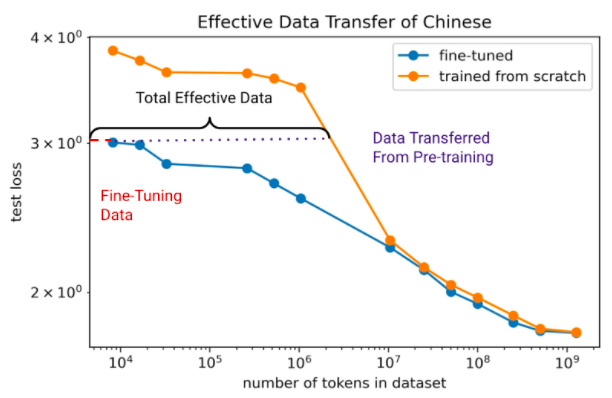 Effective Data Transfer of Chinese
4 × 10⁰
3 × 10⁰
2 × 10⁰
test loss
fine-tuned
trained from scratch
Total Effective Data
Data Transferred
From Pre-training
Fine-Tuning
Data
10⁴ 10⁵ 10⁶ 10⁷ 10⁸ 10⁹
number of tokens in dataset